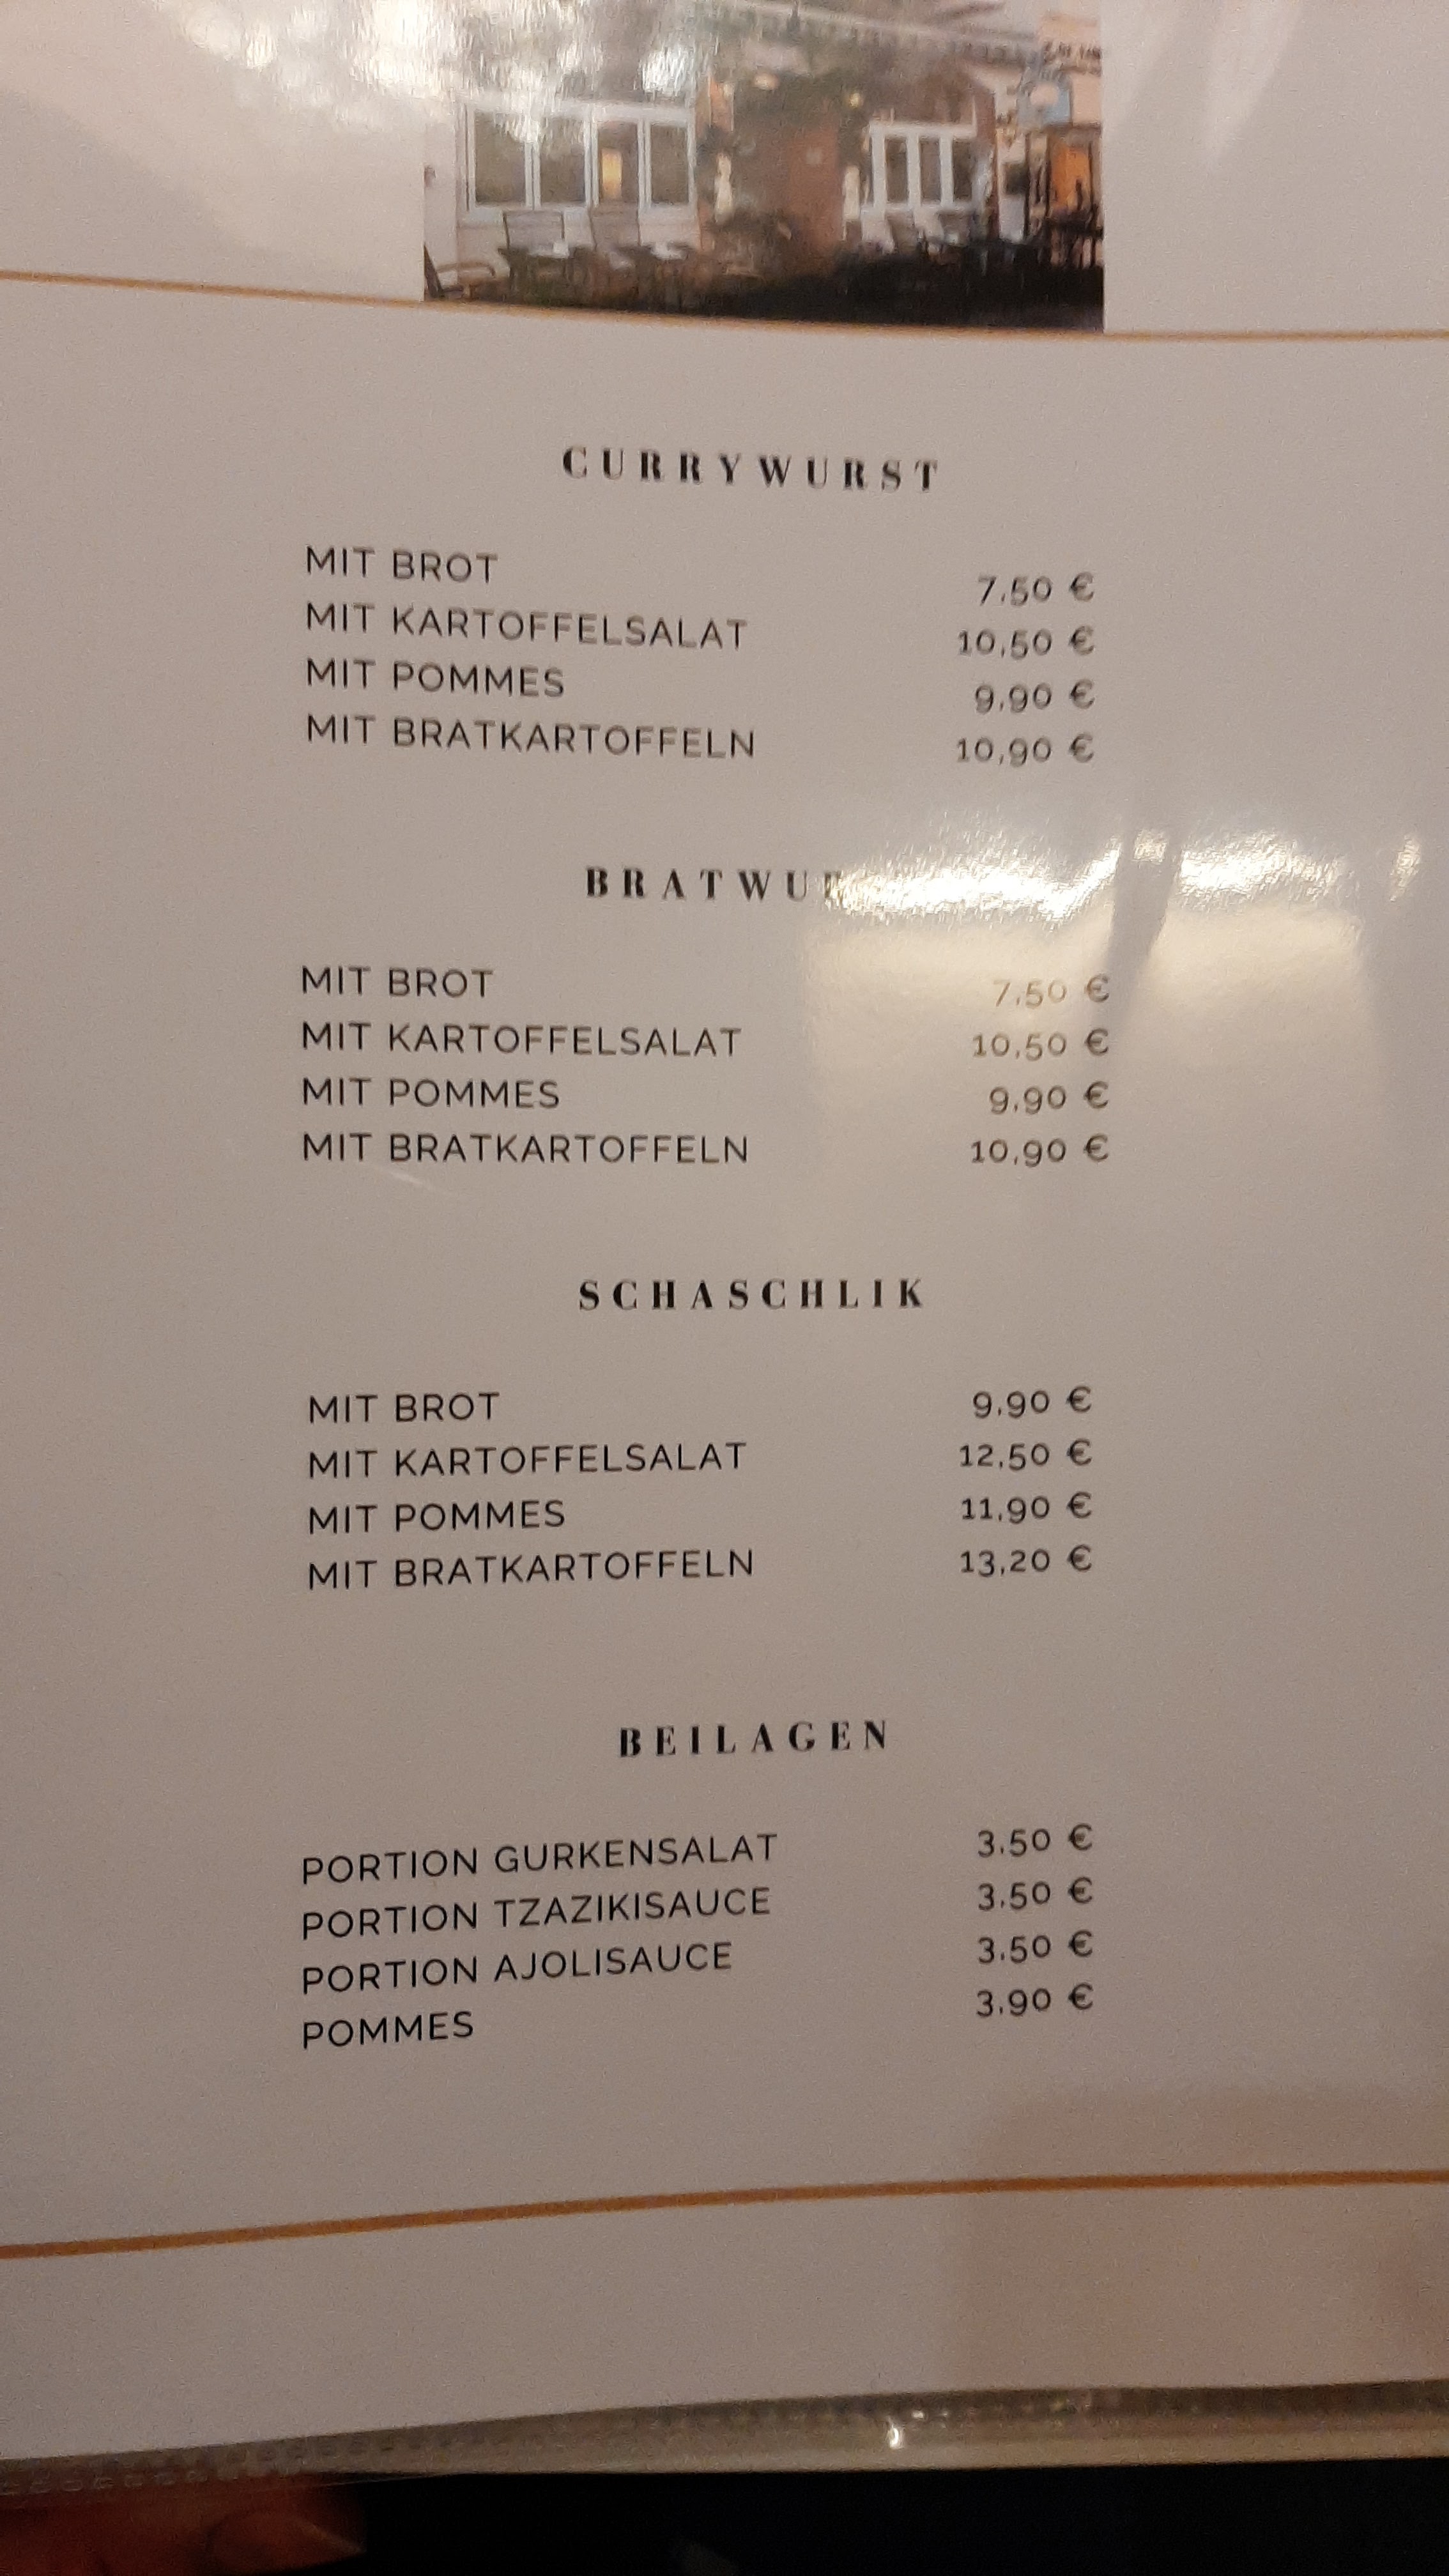 CURRYWURST
MIT BROT 7,50 €
MIT KARTOFFELSALAT 10,50 €
MIT POMMES 9,90 €
MIT BRATKARTOFFELN 10,90 €
MIT BROT 7,50 €
MIT KARTOFFELSALAT 10,50 €
MIT POMMES 9,90 €
MIT BRATKARTOFFELN 10,90 €
SCHASCHLIK
MIT BROT 9,90 €
MIT KARTOFFELSALAT 12,50 €
MIT POMMES 11,90 €
MIT BRATKARTOFFELN 13,20 €
BEILAGEN
PORTION GURKENSALAT 3,50 €
PORTION TZAZIKISAUCE 3,50 €
PORTION AJOLISAUCE 3,50 €
POMMES 3,90 €